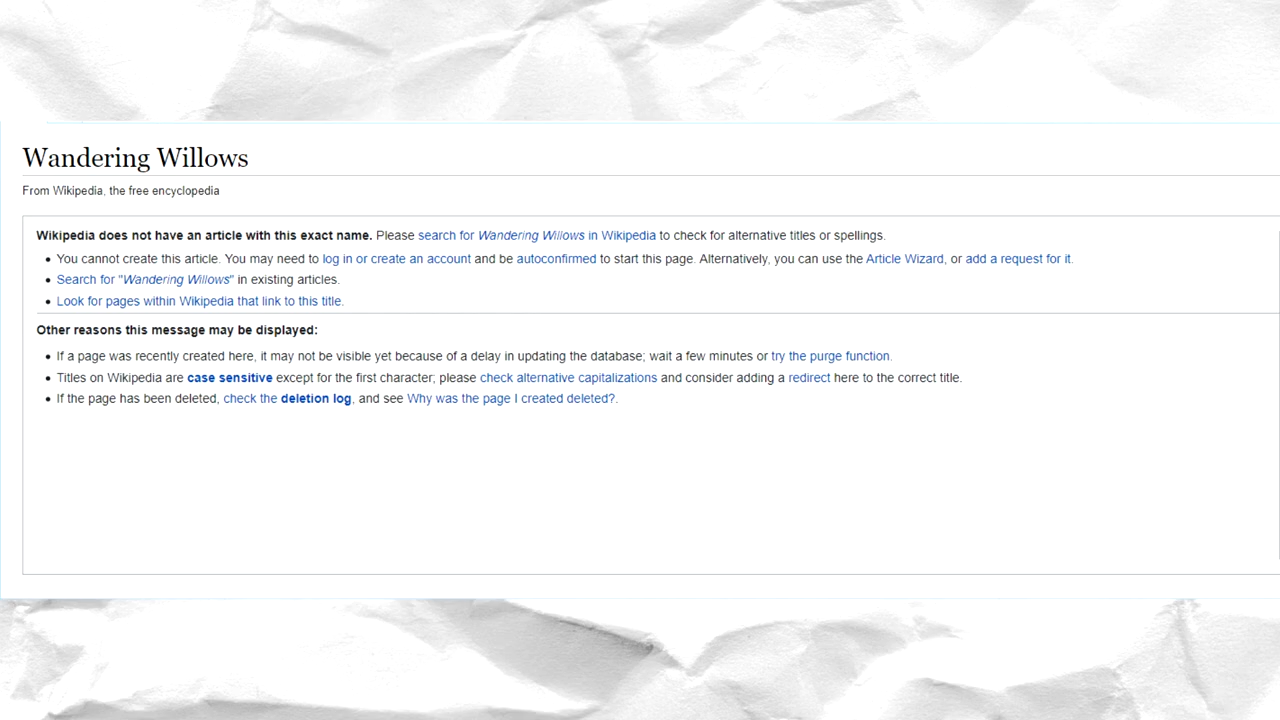 Wandering Willows
From Wikipedia, the free encyclopedia
Wikipedia does not have an article with this exact name. Please search for Wandering Willows in Wikipedia to check for alternative titles or spellings.
• You cannot create this article. You may need to log in or create an account and be autoconfirmed to start this page. Alternatively, you can use the Article Wizard, or add a request for it.
• Search for "Wandering Willows" in existing articles.
• Look for pages within Wikipedia that link to this title.
Other reasons this message may be displayed:
• If a page was recently created here, it may not be visible yet because of a delay in updating the database; wait a few minutes or try the purge function.
• Titles on Wikipedia are case sensitive except for the first character; please check alternative capitalizations and consider adding a redirect here to the correct title.
• If the page has been deleted, check the deletion log, and see Why was the page I created deleted?.